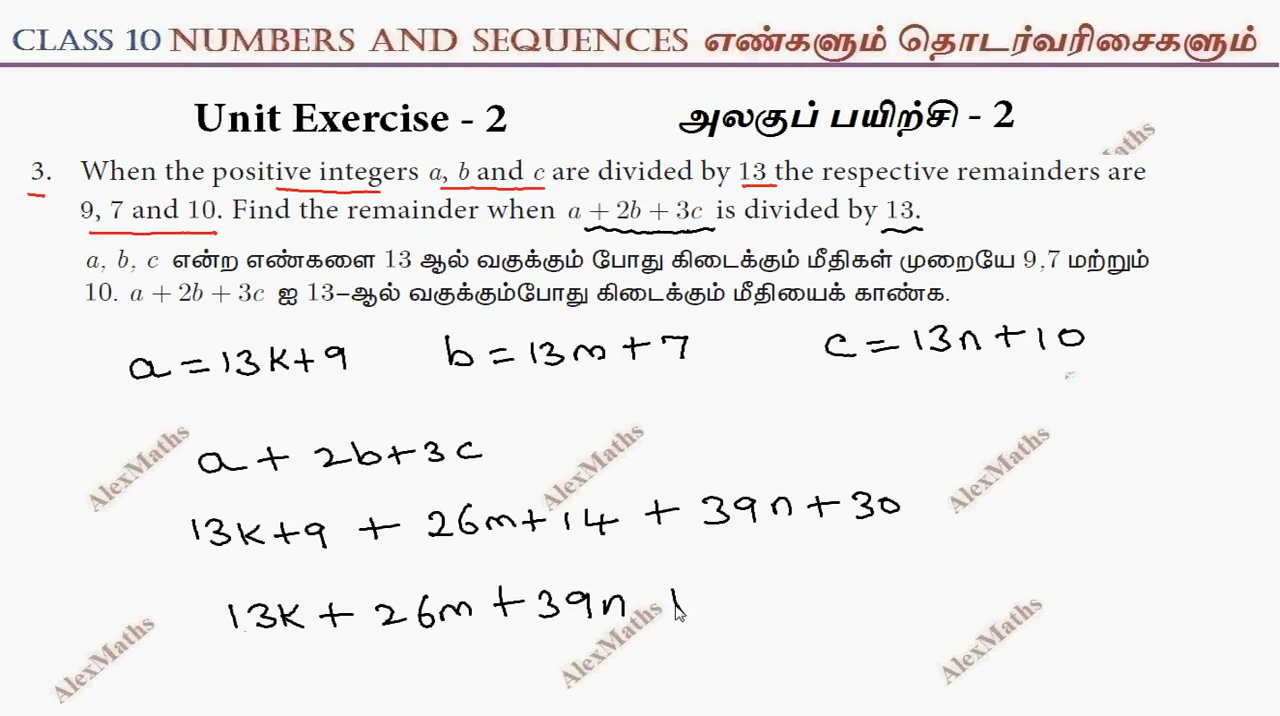 CLASS 10 NUMBERS AND SEQUENCES எண்களும் தொடர்வரிசைகளும்
Unit Exercise - 2 அலகுப் பயிற்சி - 2
Maths
3. When the positive integers a, b and c are divided by 13 the respective remainders are
9, 7 and 10. Find the remainder when a + 2b + 3c is divided by 13.
a, b, c என்ற எண்களை 13 ஆல் வகுக்கும் போது கிடைக்கும் மீதிகள் முறையே 9,7 மற்றும்
10. a + 2b + 3c ஐ 13-ஆல் வகுக்கும்போது கிடைக்கும் மீதியைக் காண்க.
a = 13k+9 b = 13m+7 c = 13n+10
a + 2b+3c
AlexMaths AlexMaths AlexMaths
13k+9 + 26m+14 + 39n+30
13k + 26m + 39n
AlexMaths AlexMaths AlexMaths